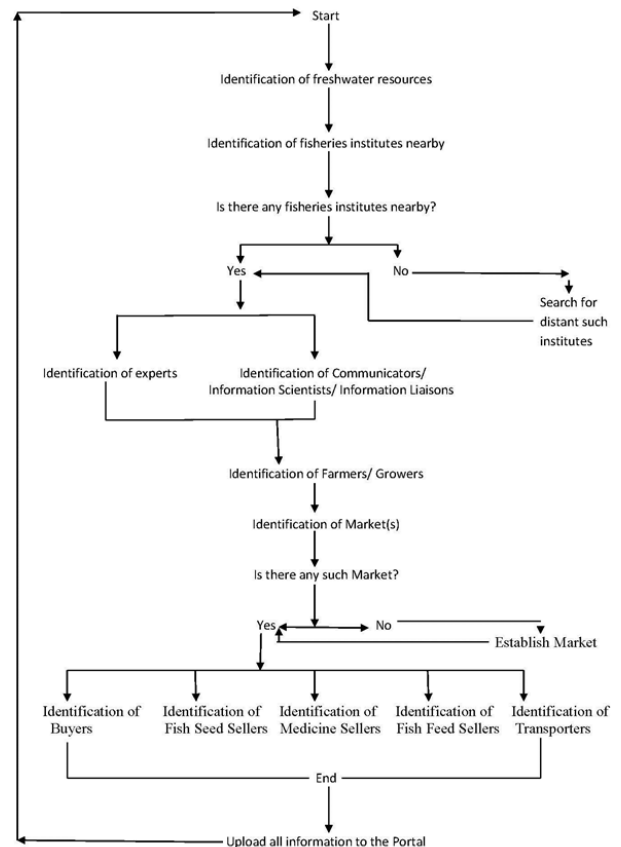 Start
Identification of freshwater resources
Identification of fisheries institutes nearby
Is there any fisheries institutes nearby?
Yes
No
Search for
distant such
institutes
Identification of experts
Identification of Communicators/
Information Scientists/ Information Liaisons
Identification of Farmers/ Growers
Identification of Market(s)
Is there any such Market?
Yes
No
Establish Market
Identification of
Buyers
Identification of
Fish Seed Sellers
Identification of
Medicine Sellers
Identification of
Fish Feed Sellers
Identification of
Transporters
End
Upload all information to the Portal